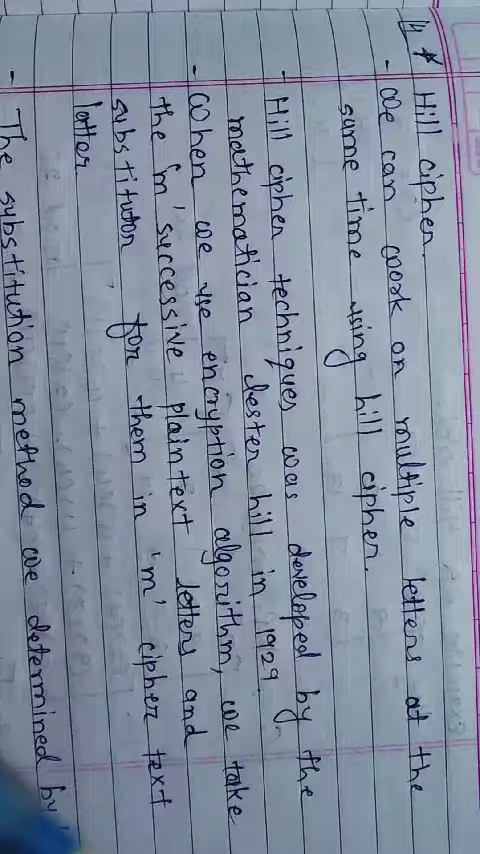 4 * Hill cipher.
- We can work on multiple letters at the
same time using hill cipher.
- Hill cipher techniques was developed by the
mathematician Lester hill in 1929.
- When we use encryption algorithm, we take
the 'm' successive plaintext letters and
substitutor for them in 'm' cipher text
latter
- The substitution method we determined by